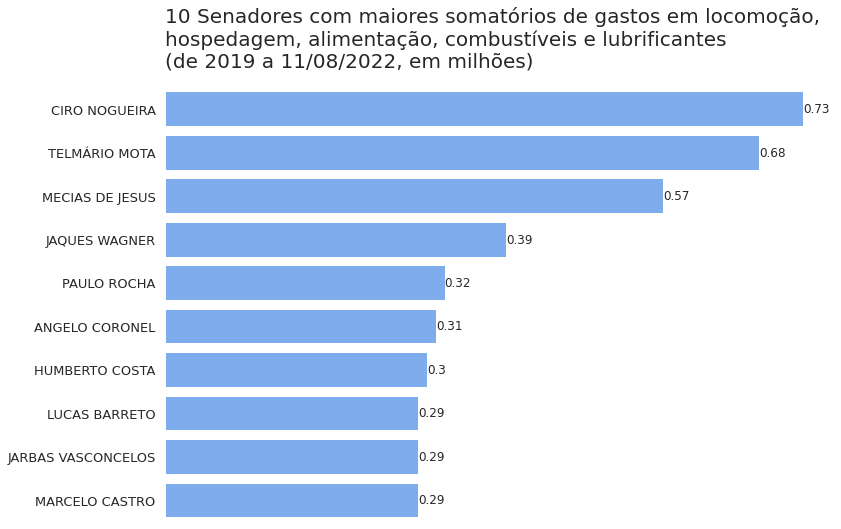 10 Senadores com maiores somatórios de gastos em locomoção,
hospedagem, alimentação, combustíveis e lubrificantes
(de 2019 a 11/08/2022, em milhões)
CIRO NOGUEIRA 0.73
TELMÁRIO MOTA 0.68
MECIAS DE JESUS 0.57
JAQUES WAGNER 0.39
PAULO ROCHA 0.32
ANGELO CORONEL 0.31
HUMBERTO COSTA 0.3
LUCAS BARRETO 0.29
JARBAS VASCONCELOS 0.29
MARCELO CASTRO 0.29